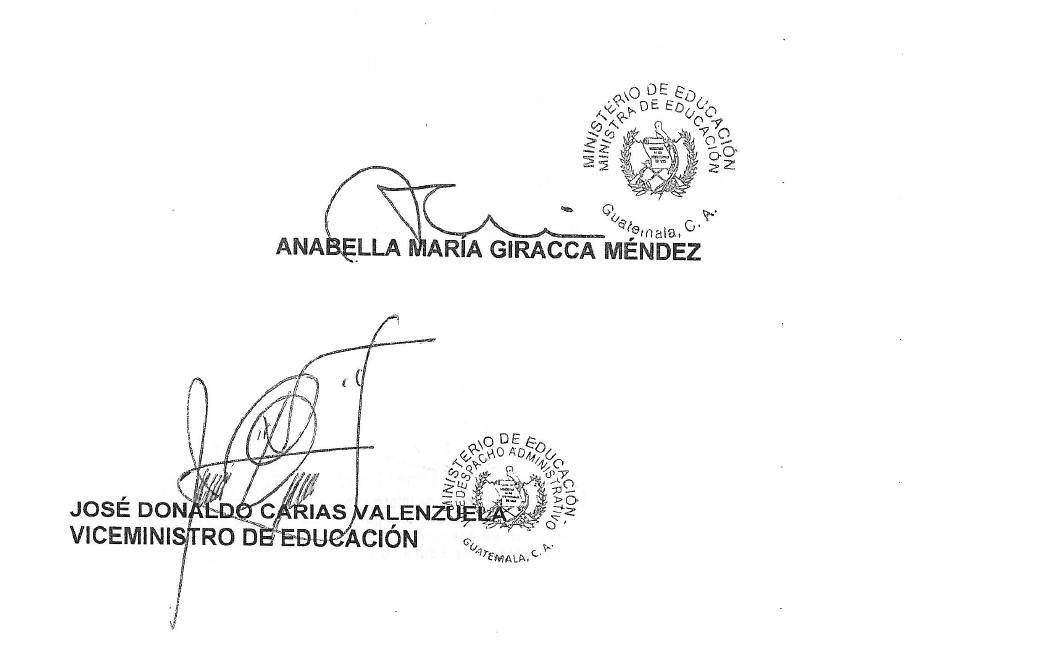 MINISTERIO DE EDUCACIÓN
MINISTRA DE EDUCACIÓN
Guatemala, C. A.
ANABELLA MARÍA GIRACCA MÉNDEZ
MINISTERIO DE EDUCACIÓN -
DESPACHO ADMINISTRATIVO
GUATEMALA, C. A.
JOSÉ DONALDO CARIAS VALENZUELA
VICEMINISTRO DE EDUCACIÓN